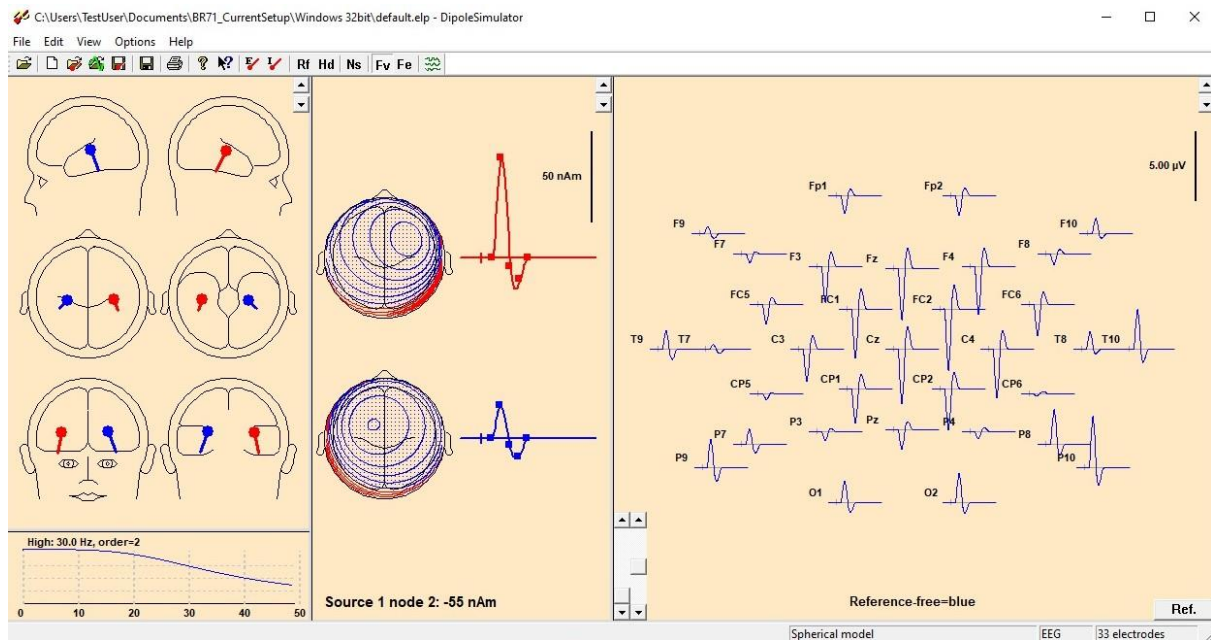 C:\Users\TestUser\Documents\BR71_CurrentSetup\Windows 32bit\default.elp - DipoleSimulator
File Edit View Options Help
E I Rf Hd Ns Fv Fe
50 nAm
5.00 µV
Fp1 Fp2
F9 F10
F7 F8
F3 Fz F4
FC5 FC1 FC2 FC6
T9 T7 C3 Cz C4 T8 T10
CP5 CP1 CP2 CP6
P7 P3 Pz P4 P8
P9 P10
O1 O2
High: 30.0 Hz, order=2
0 10 20 30 40 50
Source 1 node 2: -55 nAm
Reference-free=blue
Ref.
Spherical model EEG 33 electrodes